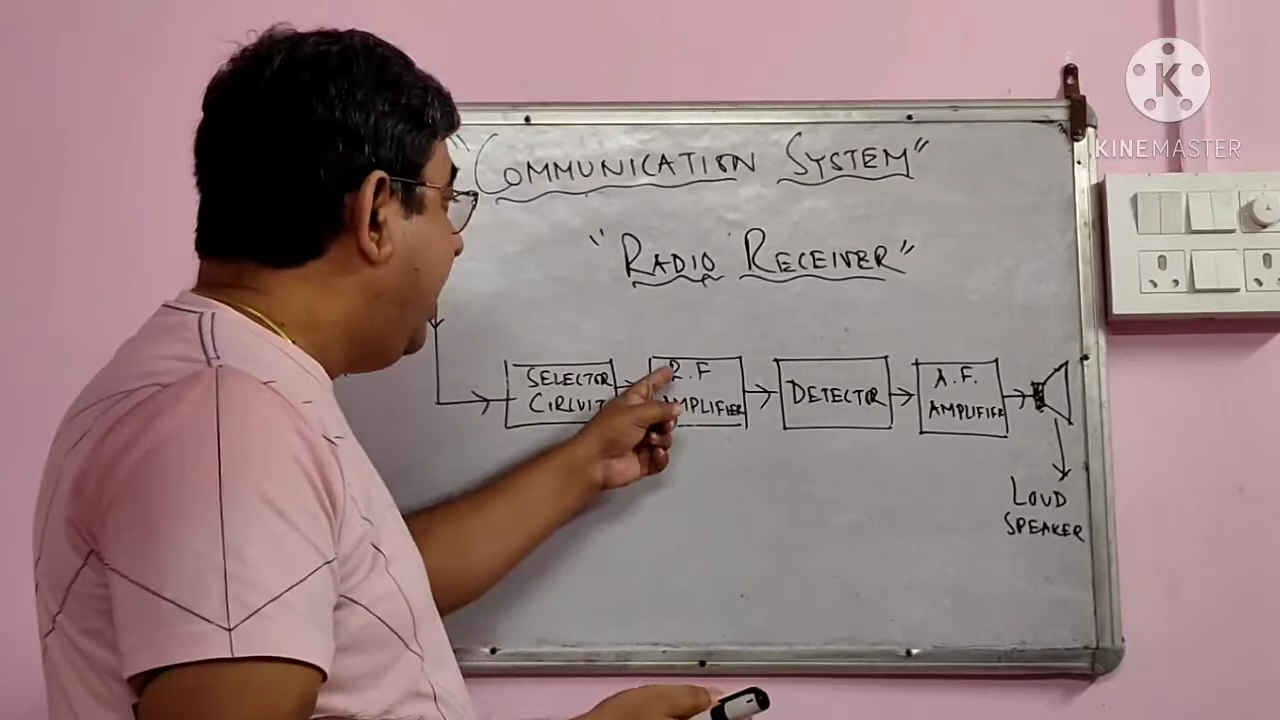 K
KINEMASTER
"COMMUNICATION SYSTEM"
"RADIO RECEIVER"
SELECTOR
CIRCUIT
R.F
AMPLIFIER
DETECTOR
A.F.
AMPLIFIER
LOUD
SPEAKER